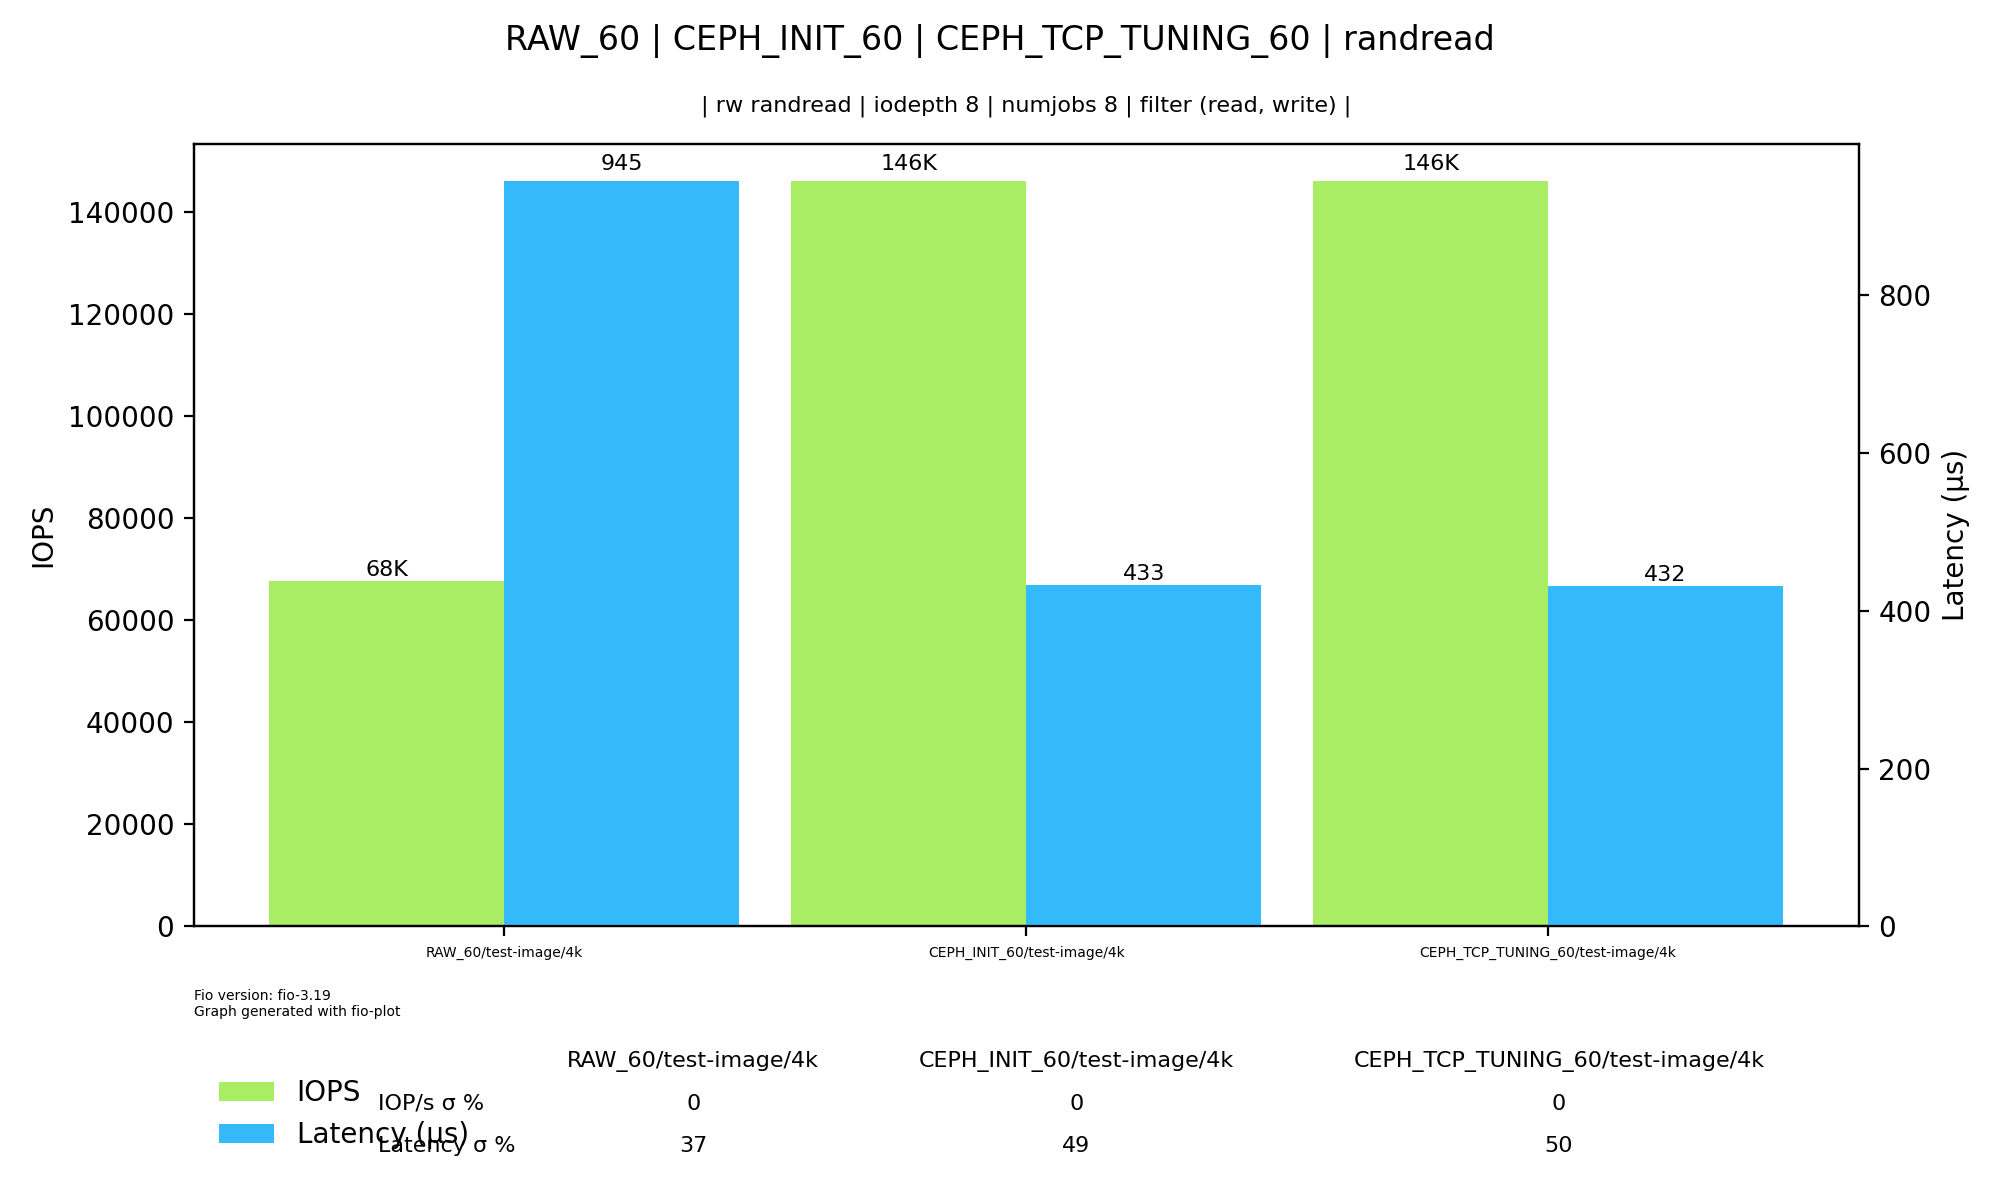 RAW_60 | CEPH_INIT_60 | CEPH_TCP_TUNING_60 | randread
| rw randread | iodepth 8 | numjobs 8 | filter (read, write) |
945
146K
146K
140000
120000
800
100000
600
80000
IOPS
Latency (µs)
68K
433
432
60000
400
40000
200
20000
0
0
RAW_60/test-image/4k
CEPH_INIT_60/test-image/4k
CEPH_TCP_TUNING_60/test-image/4k
Fio version: fio-3.19
Graph generated with fio-plot
RAW_60/test-image/4k CEPH_INIT_60/test-image/4k CEPH_TCP_TUNING_60/test-image/4k
IOPS
IOP/s σ % 0 0 0
Latency (µs)
Latency σ % 37 49 50